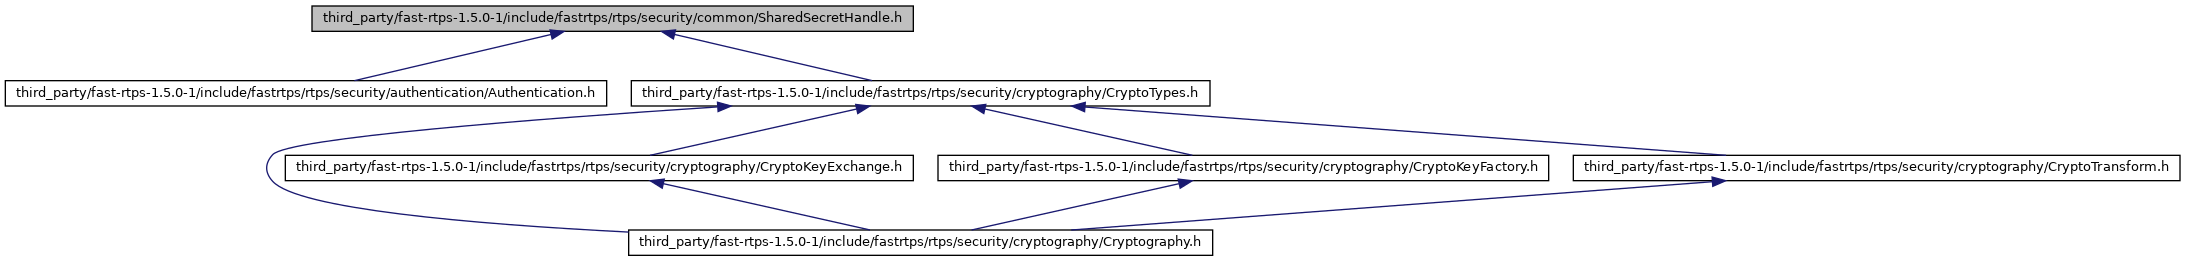 third_party/fast-rtps-1.5.0-1/include/fastrtps/rtps/security/common/SharedSecretHandle.h
third_party/fast-rtps-1.5.0-1/include/fastrtps/rtps/security/authentication/Authentication.h
third_party/fast-rtps-1.5.0-1/include/fastrtps/rtps/security/cryptography/CryptoTypes.h
third_party/fast-rtps-1.5.0-1/include/fastrtps/rtps/security/cryptography/CryptoKeyExchange.h
third_party/fast-rtps-1.5.0-1/include/fastrtps/rtps/security/cryptography/CryptoKeyFactory.h
third_party/fast-rtps-1.5.0-1/include/fastrtps/rtps/security/cryptography/CryptoTransform.h
third_party/fast-rtps-1.5.0-1/include/fastrtps/rtps/security/cryptography/Cryptography.h